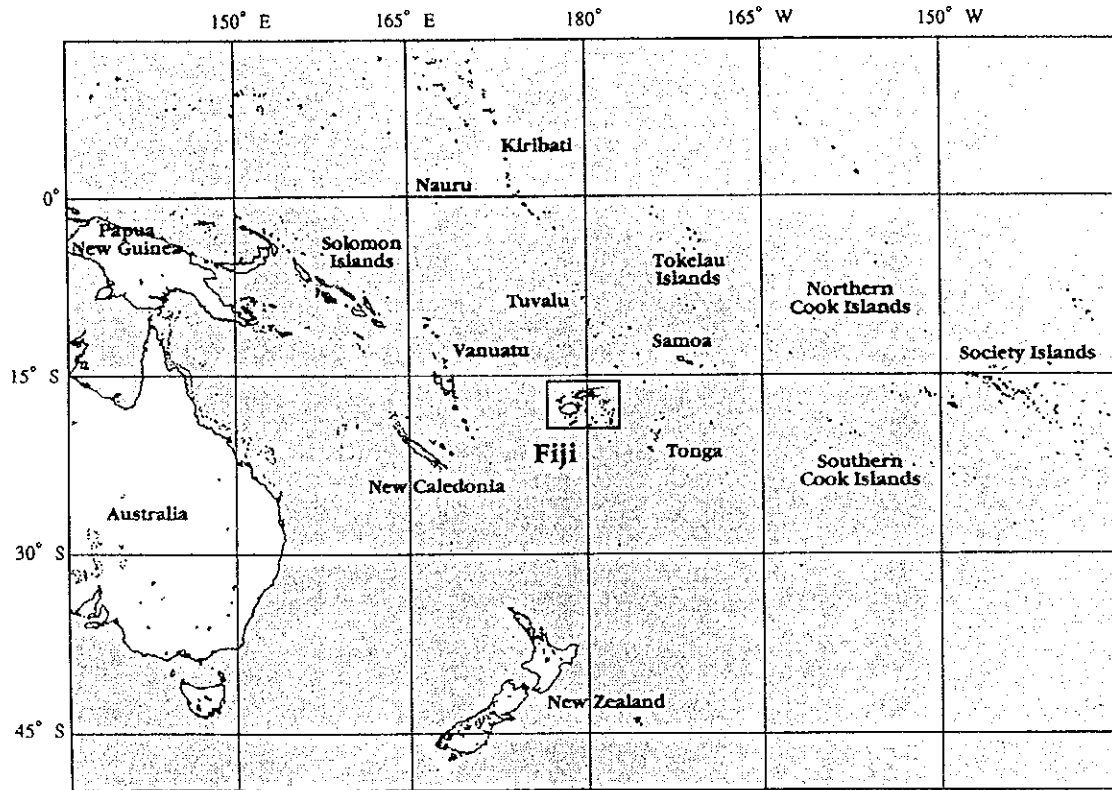 150° E
165° E
180°
165° W
150° W
Kiribati
Nauru
0°
Papua
New Guinea
Solomon
Islands
Tokelau
Islands
Northern
Cook Islands
Tuvalu
Vanuatu
Samoa
Society Islands
15° S
Fiji
Tonga
Southern
Cook Islands
New Caledonia
Australia
30° S
New Zealand
45° S